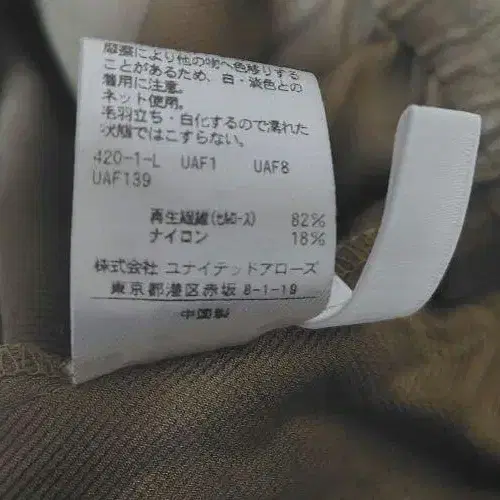 摩擦により他の物へ色移りする
ことがあるため、白・淡色との
着用に注意。
ネット使用。
毛羽立ち・白化するので濡れた
状態ではこすらない。
420-1-L UAF1 UAF8
UAF139
再生繊維(セルロース) 82%
ナイロン 18%
株式会社 ユナイテッドアローズ
東京都港区赤坂 8-1-19
中国製